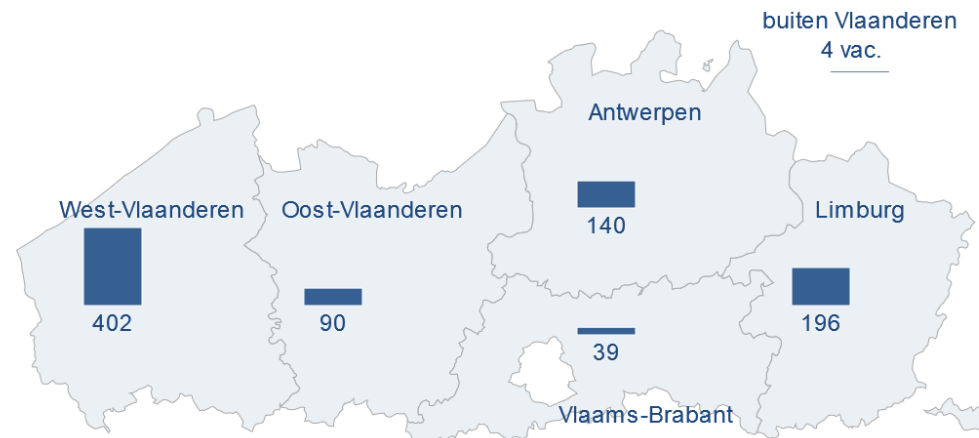 buiten Vlaanderen
4 vac.
Antwerpen
140
West-Vlaanderen
402
Oost-Vlaanderen
90
Limburg
196
39
Vlaams-Brabant